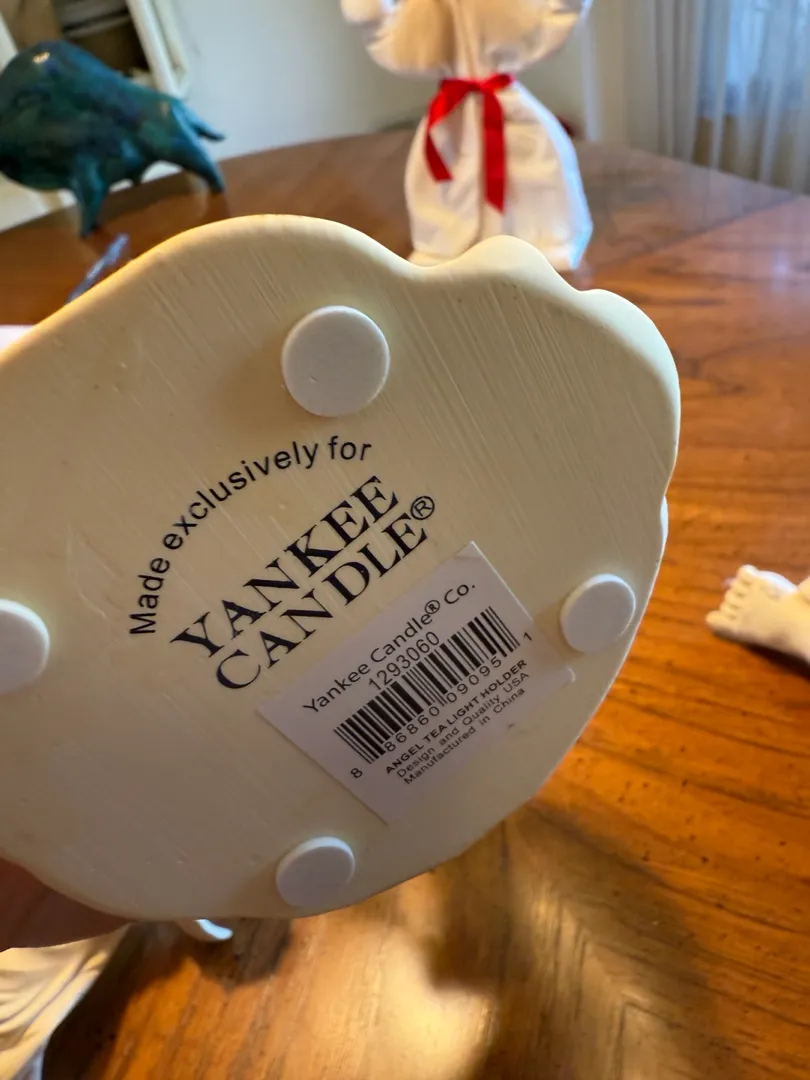 Made exclusively for
YANKEE
CANDLE®
Yankee Candle® Co.
1293060
8 86860 09095 1
ANGEL TEA LIGHT HOLDER
Design and Quality USA
Manufactured in China